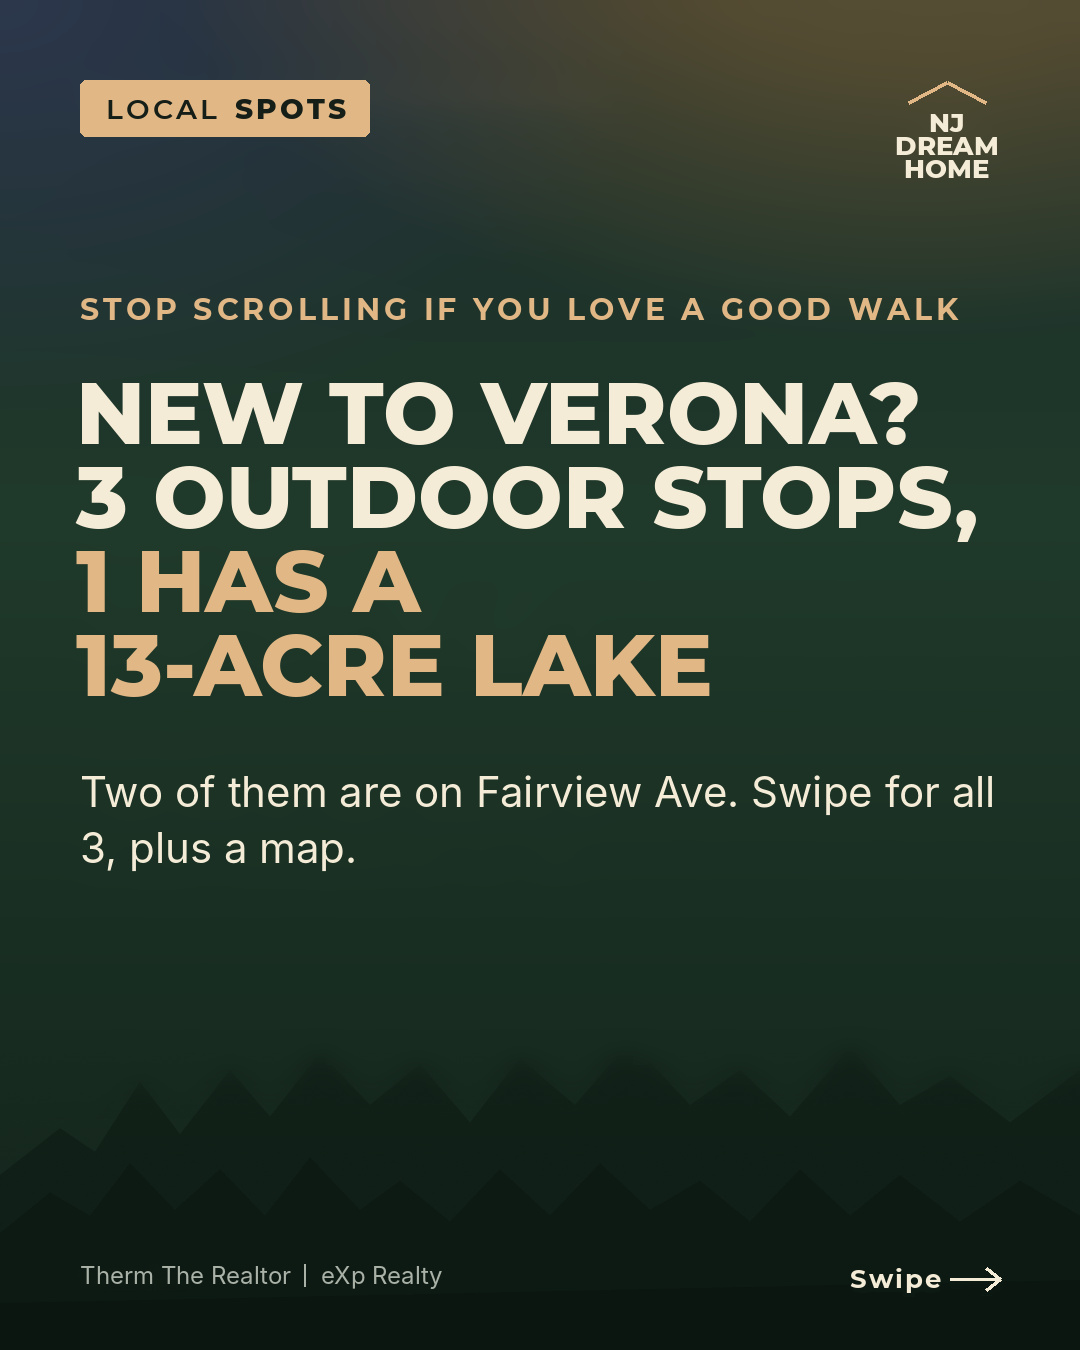 LOCAL SPOTS
NJ
DREAM
HOME
STOP SCROLLING IF YOU LOVE A GOOD WALK
NEW TO VERONA?
3 OUTDOOR STOPS,
1 HAS A
13-ACRE LAKE
Two of them are on Fairview Ave. Swipe for all
3, plus a map.
Therm The Realtor | eXp Realty
Swipe